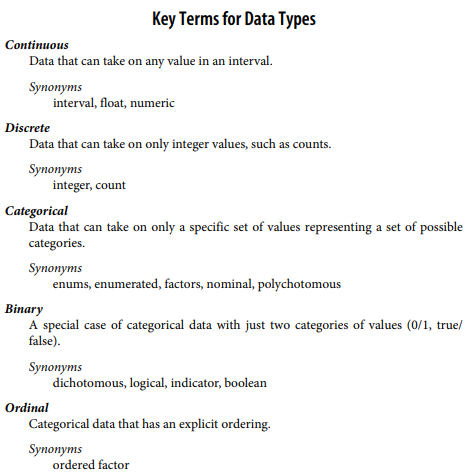 Key Terms for Data Types
Continuous
Data that can take on any value in an interval.
Synonyms
interval, float, numeric
Discrete
Data that can take on only integer values, such as counts.
Synonyms
integer, count
Categorical
Data that can take on only a specific set of values representing a set of possible
categories.
Synonyms
enums, enumerated, factors, nominal, polychotomous
Binary
A special case of categorical data with just two categories of values (0/1, true/
false).
Synonyms
dichotomous, logical, indicator, boolean
Ordinal
Categorical data that has an explicit ordering.
Synonyms
ordered factor